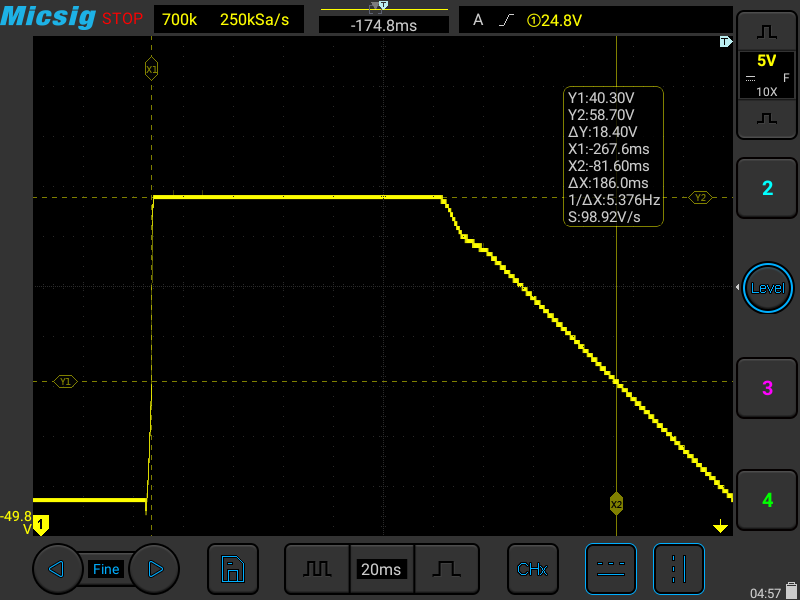 Micsig STOP 700k 250kSa/s -174.8ms A ①24.8V
T
T
X1
5V
F
10X
Y1:40.30V
Y2:58.70V
ΔY:18.40V
X1:-267.6ms
X2:-81.60ms
ΔX:186.0ms
1/ΔX:5.376Hz
S:98.92V/s
Y2
2
Level
Y1
3
X2
4
-49.8
V
1
Fine
20ms
CHx
04:57